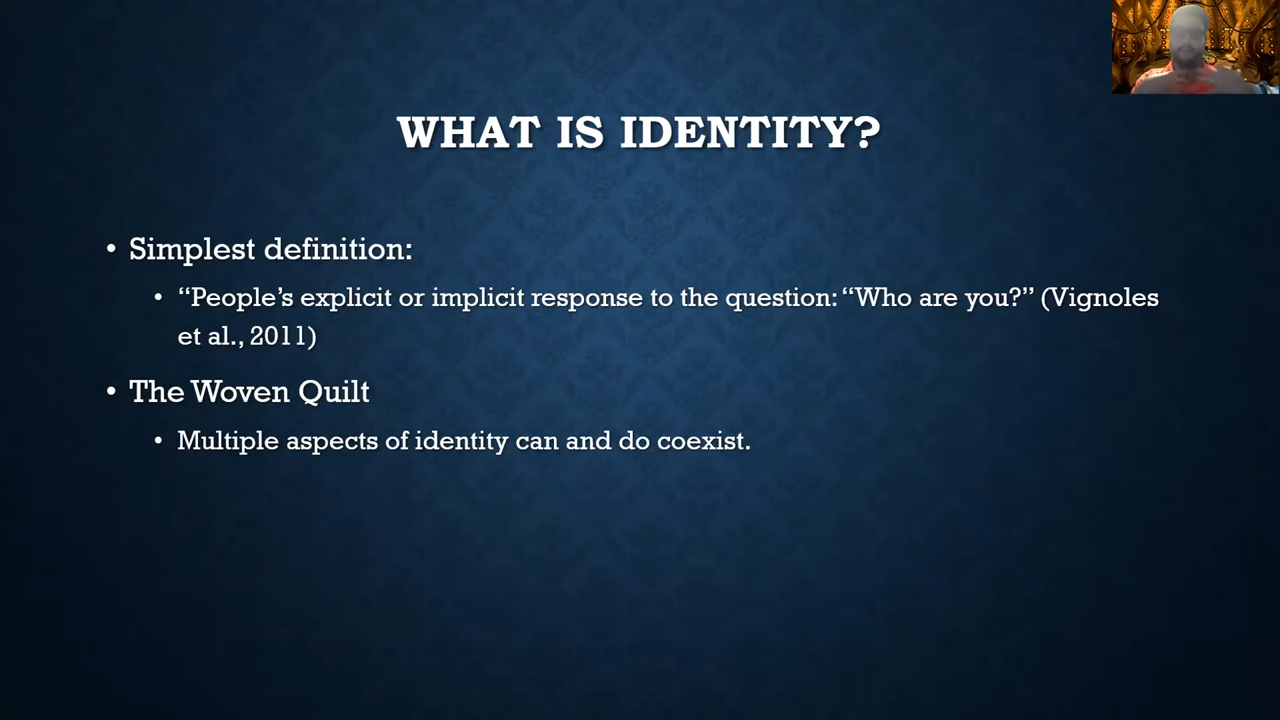 WHAT IS IDENTITY?
• Simplest definition:
• “People’s explicit or implicit response to the question: “Who are you?” (Vignoles
et al., 2011)
• The Woven Quilt
• Multiple aspects of identity can and do coexist.